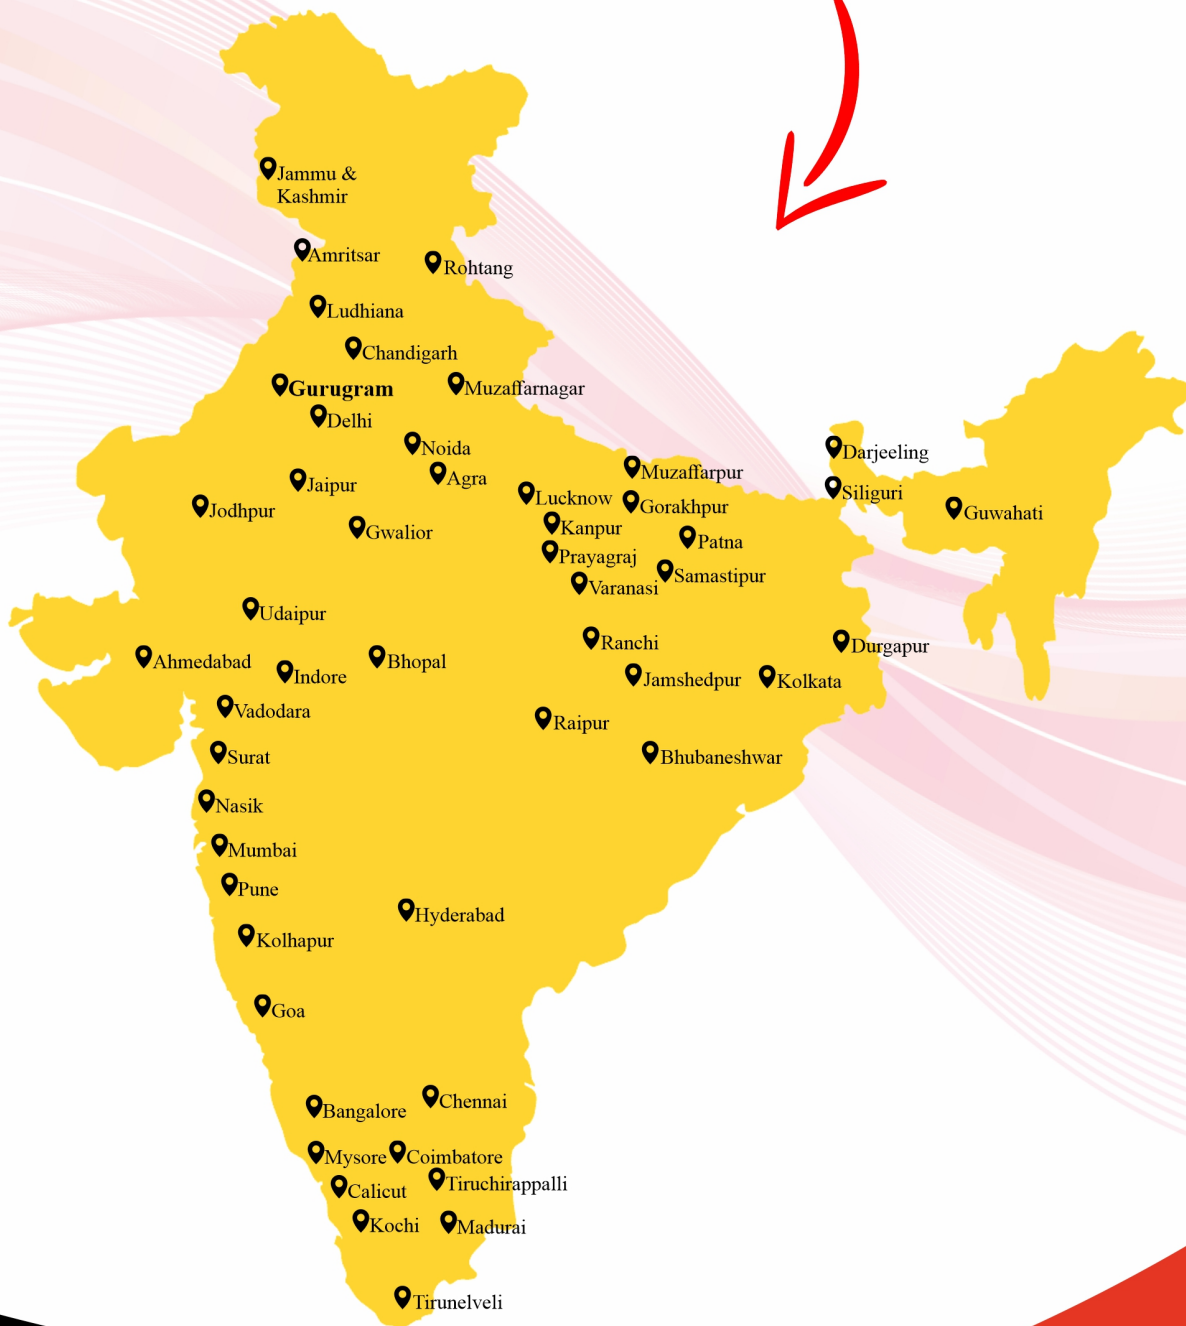 Jammu &
Kashmir
Amritsar
Rohtang
Ludhiana
Chandigarh
Gurugram
Muzaffarnagar
Delhi
Noida
Darjeeling
Muzaffarpur
Agra
Jaipur
Siliguri
Lucknow
Gorakhpur
Jodhpur
Guwahati
Kanpur
Gwalior
Patna
Prayagraj
Samastipur
Varanasi
Udaipur
Ranchi
Durgapur
Ahmedabad
Bhopal
Indore
Jamshedpur
Kolkata
Vadodara
Raipur
Surat
Bhubaneshwar
Nasik
Mumbai
Pune
Hyderabad
Kolhapur
Goa
Chennai
Bangalore
Mysore
Coimbatore
Tiruchirappalli
Calicut
Kochi
Madurai
Tirunelveli